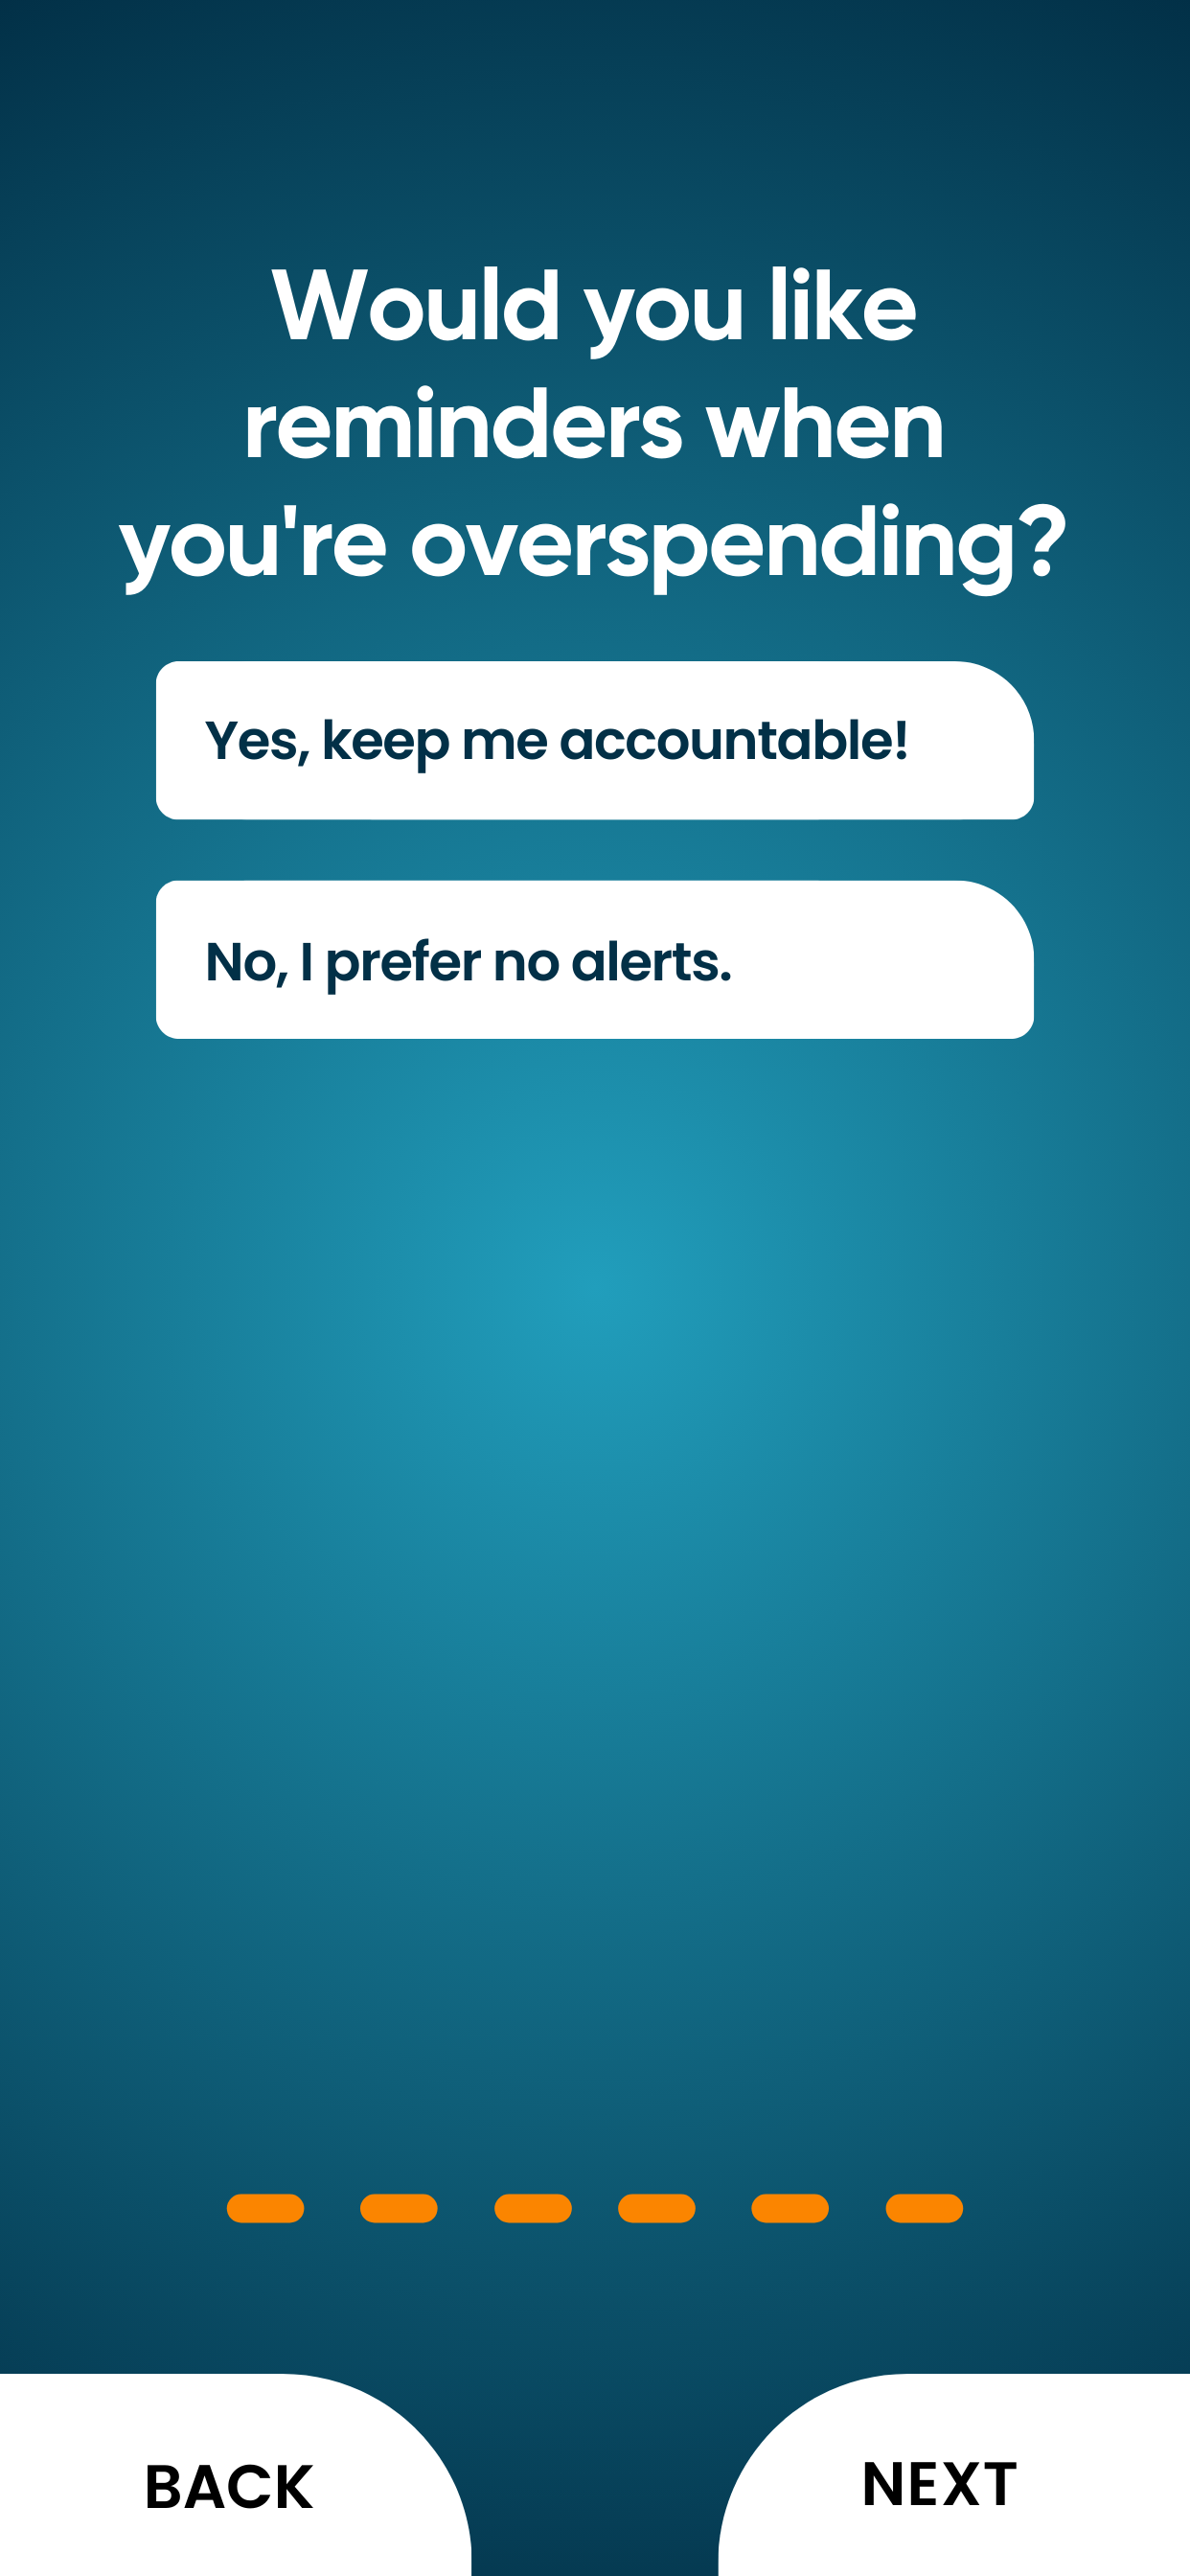 Would you like
reminders when
you're overspending?
Yes, keep me accountable!
No, I prefer no alerts.
BACK
NEXT